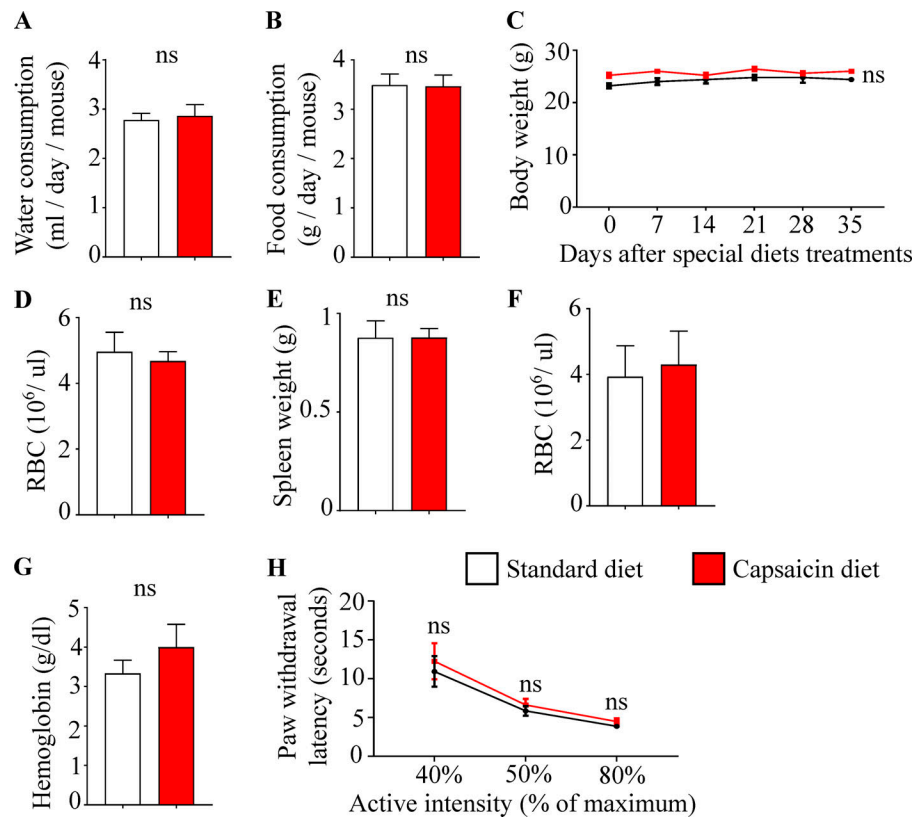 A
ns
Water consumption
(ml / day / mouse)
4
3
2
1
0
B
ns
Food consumption
(g / day / mouse)
4
3
2
1
0
C
Body weight (g)
30
20
10
0
ns
0 7 14 21 28 35
Days after special diets treatments
D
ns
RBC (10⁶/ ul)
6
4
2
0
E
ns
Spleen weight (g)
1
0.5
0
F
RBC (10⁶/ ul)
6
4
2
0
G
ns
Hemoglobin (g/dl)
5
4
3
2
1
0
Standard diet
Capsaicin diet
H
Paw withdrawal
latency (seconds)
20
15
10
5
0
ns
ns
ns
40% 50% 80%
Active intensity (% of maximum)